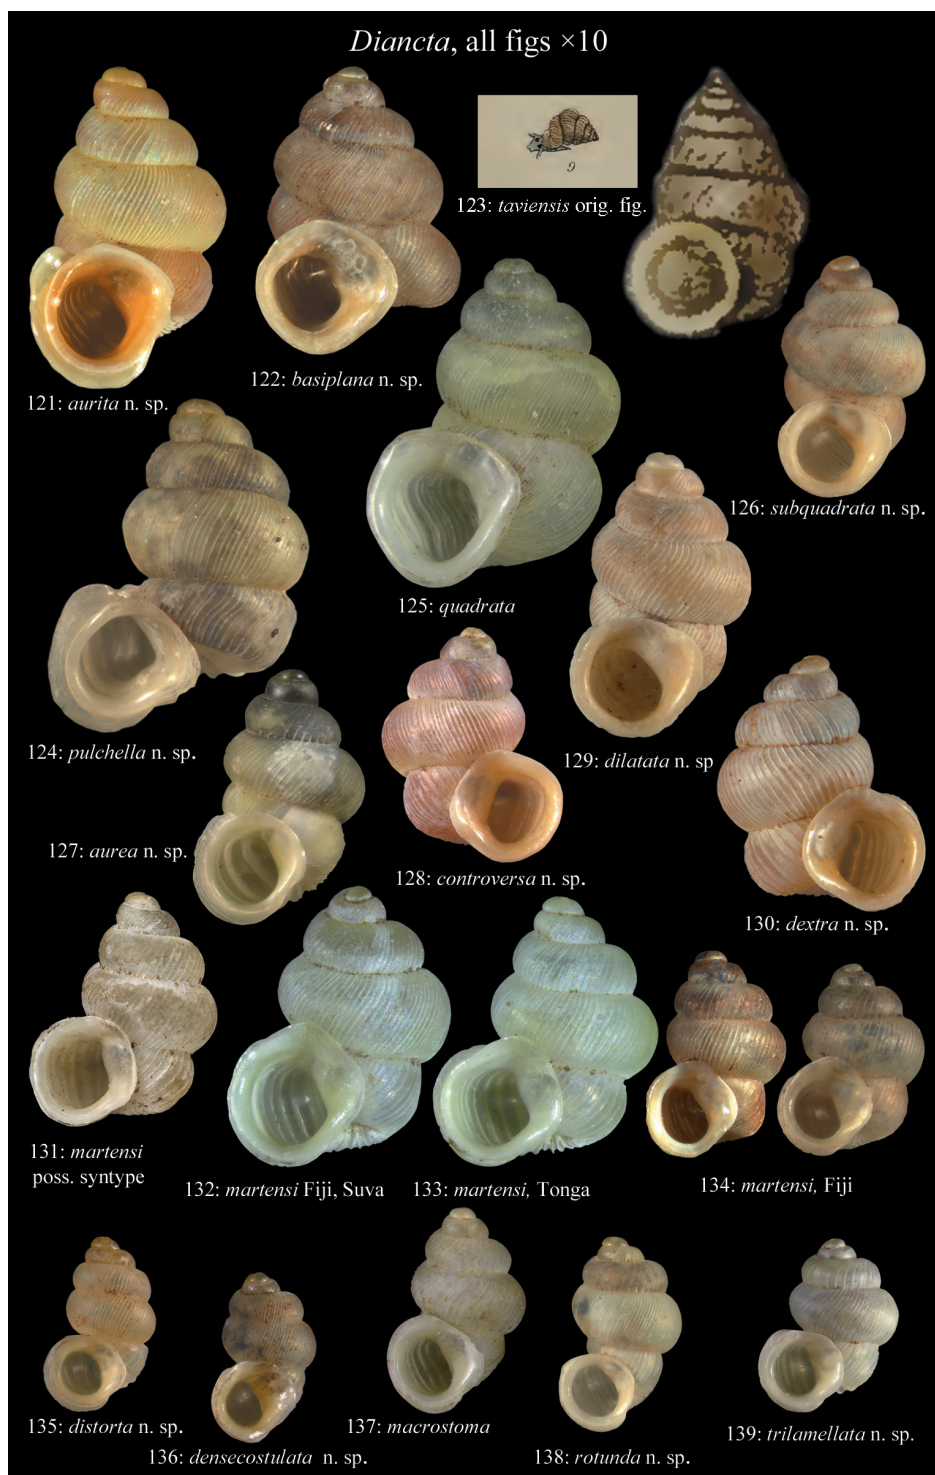 Diancta, all figs ×10
9
123: taviensis orig. fig.
122: basiplana n. sp.
121: aurita n. sp.
126: subquadrata n. sp.
125: quadrata
124: pulchella n. sp.
129: dilatata n. sp
127: aurea n. sp.
128: controversa n. sp.
130: dextra n. sp.
131: martensi
poss. syntype
132: martensi Fiji, Suva
133: martensi, Tonga
134: martensi, Fiji
135: distorta n. sp.
136: densecostulata n. sp.
137: macrostoma
138: rotunda n. sp.
139: trilamellata n. sp.